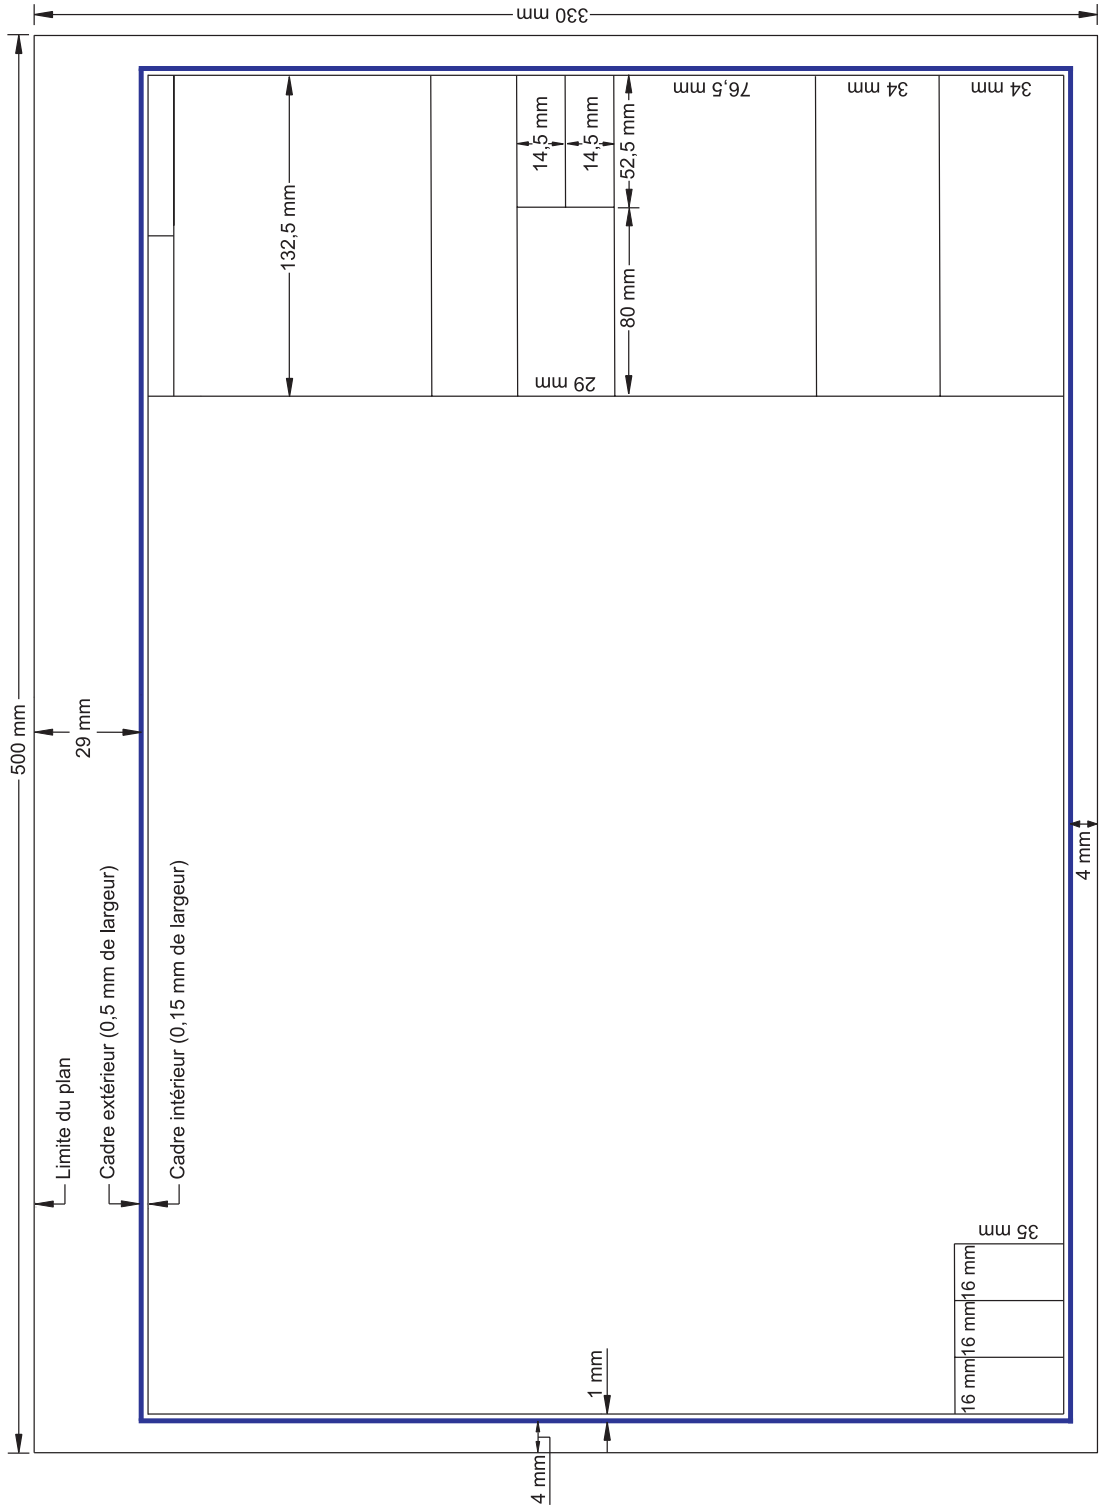 330 mm
500 mm
29 mm
132,5 mm
14,5 mm
14,5 mm
52,5 mm
76,5 mm
34 mm
34 mm
80 mm
29 mm
Limite du plan
Cadre extérieur (0,5 mm de largeur)
Cadre intérieur (0,15 mm de largeur)
4 mm
35 mm
16 mm
16 mm
16 mm
1 mm
4 mm